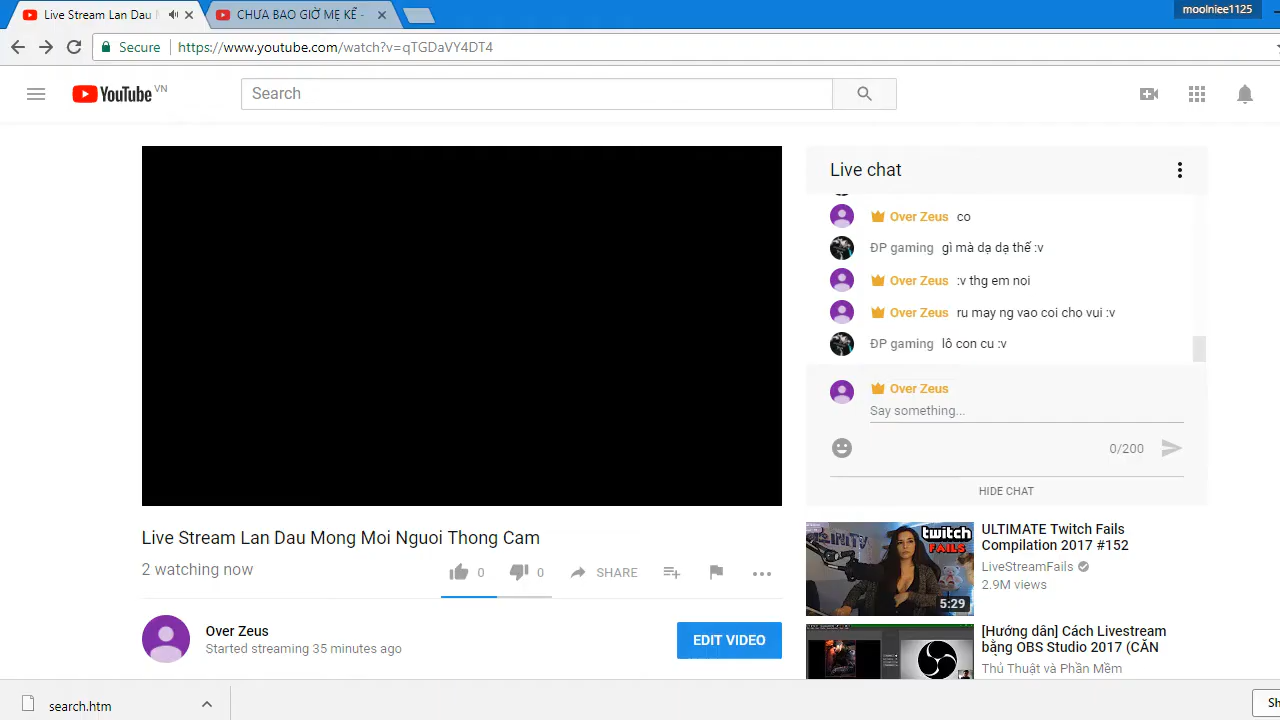 Live Stream Lan Dau M
CHƯA BAO GIỜ MẸ KỂ -
moolniee1125
Secure
https://www.youtube.com/watch?v=qTGDaVY4DT4
YouTube VN
Search
Live chat
Over Zeus co
ĐP gaming gì mà dạ dạ thế :v
Over Zeus :v thg em noi
Over Zeus ru may ng vao coi cho vui :v
ĐP gaming lô con cu :v
Over Zeus
Say something...
0/200
HIDE CHAT
Live Stream Lan Dau Mong Moi Nguoi Thong Cam
2 watching now
0
0
SHARE
Over Zeus
Started streaming 35 minutes ago
EDIT VIDEO
twitch
FAILS
5:29
ULTIMATE Twitch Fails
Compilation 2017 #152
LiveStreamFails
2.9M views
[Hướng dẫn] Cách Livestream
bằng OBS Studio 2017 (CĂN
Thủ Thuật và Phần Mềm
search.htm
Sh